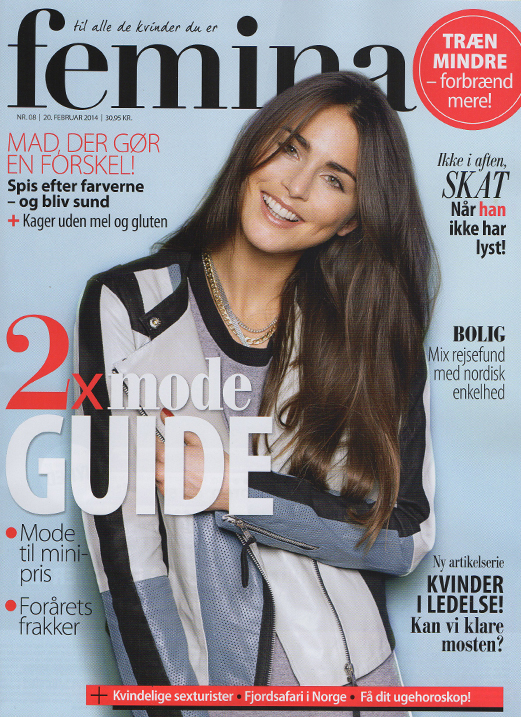 til alle de kvinder du er
femina
NR. 08 | 20. FEBRUAR 2014 | 30,95 KR.
TRÆN
MINDRE
– forbrænd
mere!
MAD, DER GØR
EN FORSKEL!
Spis efter farverne
– og bliv sund
+ Kager uden mel og gluten
Ikke i aften,
SKAT
Når han
ikke har
lyst!
BOLIG
Mix rejsefund
med nordisk
enkelhed
2xmode
GUIDE
• Mode
til mini-
pris
• Forårets
frakker
Ny artikelserie
KVINDER
I LEDELSE!
Kan vi klare
mosten?
+ Kvindelige sexturister • Fjordsafari i Norge • Få dit ugehoroskop!